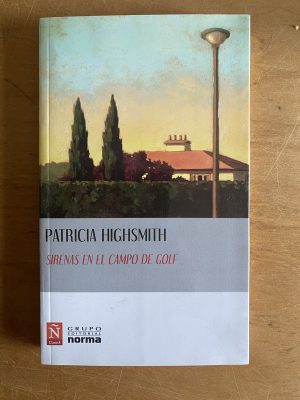 PATRICIA HIGHSMITH
SIRENAS EN EL CAMPO DE GOLF
Ñ
GRUPO
EDITORIAL
norma